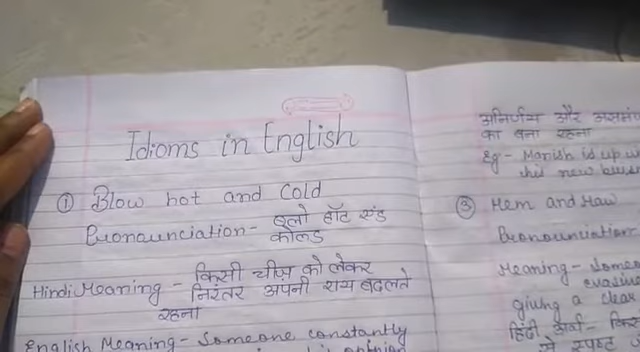 Idioms in English
① Blow hot and Cold
Pronounciation- ब्लो हॉट एंड
कोल्ड
Hindi Meaning - किसी चीज़ को लेकर
निरंतर अपनी राय बदलते
रहना
English Meaning- Someone constantly
अनिर्णय और
का बना रहना
Eg- Manish is up
new
③ Hem and Haw
Pronounciation-
Meaning-
giving a clear
हिंदी अर्थ-
से स्पष्ट